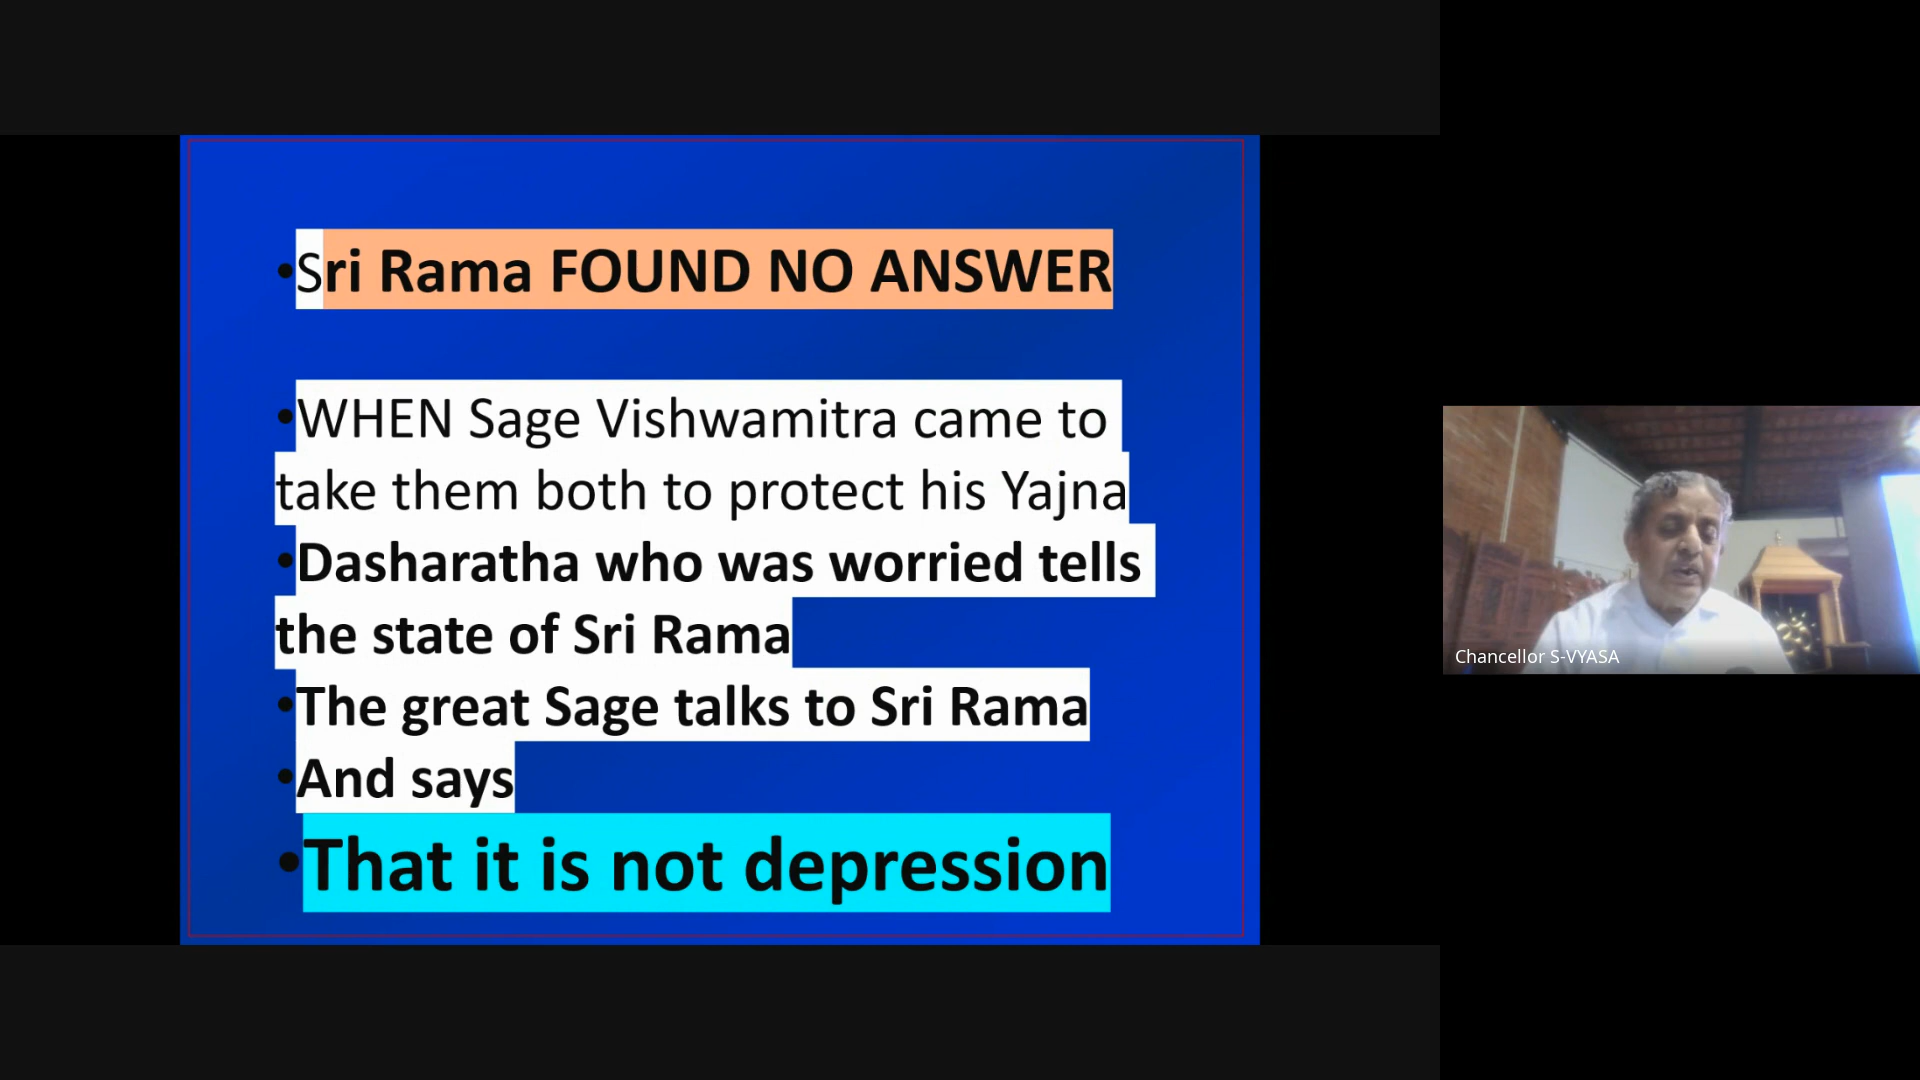 •Sri Rama FOUND NO ANSWER
•WHEN Sage Vishwamitra came to
take them both to protect his Yajna
•Dasharatha who was worried tells
the state of Sri Rama
•The great Sage talks to Sri Rama
•And says
•That it is not depression
Chancellor S-VYASA